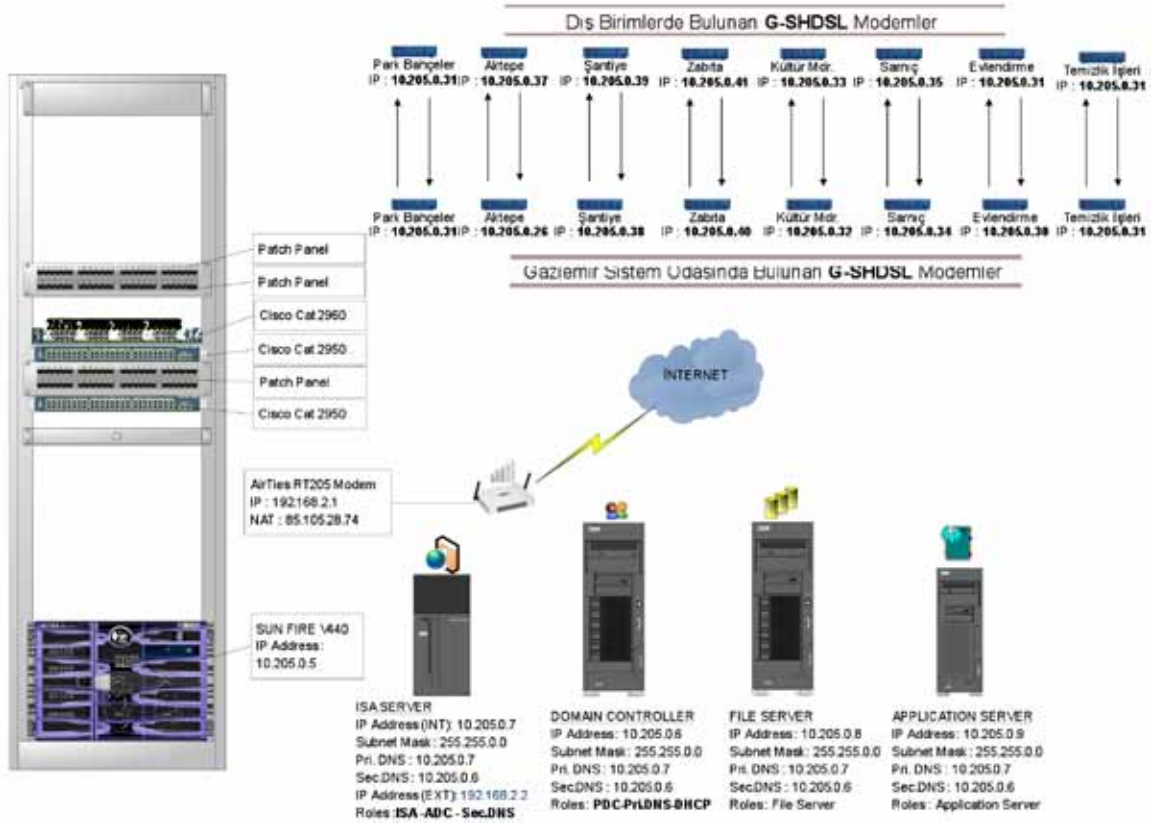 Dış Birimlerde Bulunan G-SHDSL Modemler
Park Bahçeler
IP : 10.205.0.31
Aktepe
IP : 10.205.0.37
Şantiye
IP : 10.205.0.39
Zabıta
IP : 10.205.0.41
Kültür Mdr.
IP : 10.205.0.33
Sarnıç
IP : 10.205.0.35
Evlendirme
IP : 10.205.0.31
Temizlik İşleri
IP : 10.205.0.31
Park Bahçeler
IP : 10.205.0.31
Aktepe
IP : 10.205.0.26
Şantiye
IP : 10.205.0.38
Zabıta
IP : 10.205.0.40
Kültür Mdr.
IP : 10.205.0.32
Sarnıç
IP : 10.205.0.34
Evlendirme
IP : 10.205.0.30
Temizlik İşleri
IP : 10.205.0.31
Gaziemir Sistem Odasında Bulunan G-SHDSL Modemler
Patch Panel
Patch Panel
Cisco Cat 2960
Cisco Cat 2950
Patch Panel
Cisco Cat 2950
İNTERNET
AirTies RT205 Modem
IP : 192.168.2.1
NAT : 85.105.28.74
SUN FIRE V440
IP Address:
10.205.0.5
ISA SERVER
IP Address (INT): 10.205.0.7
Subnet Mask : 255.255.0.0
Pri. DNS : 10.205.0.7
Sec.DNS : 10.205.0.6
IP Address (EXT): 192.168.2.2
Roles : ISA - ADC - Sec.DNS
DOMAIN CONTROLLER
IP Address: 10.205.0.6
Subnet Mask : 255.255.0.0
Pri. DNS : 10.205.0.7
Sec.DNS : 10.205.0.6
Roles: PDC-Pri.DNS-DHCP
FILE SERVER
IP Address: 10.205.0.8
Subnet Mask : 255.255.0.0
Pri. DNS : 10.205.0.7
Sec.DNS : 10.205.0.6
Roles: File Server
APPLICATION SERVER
IP Address: 10.205.0.9
Subnet Mask : 255.255.0.0
Pri. DNS : 10.205.0.7
Sec.DNS : 10.205.0.6
Roles: Application Server